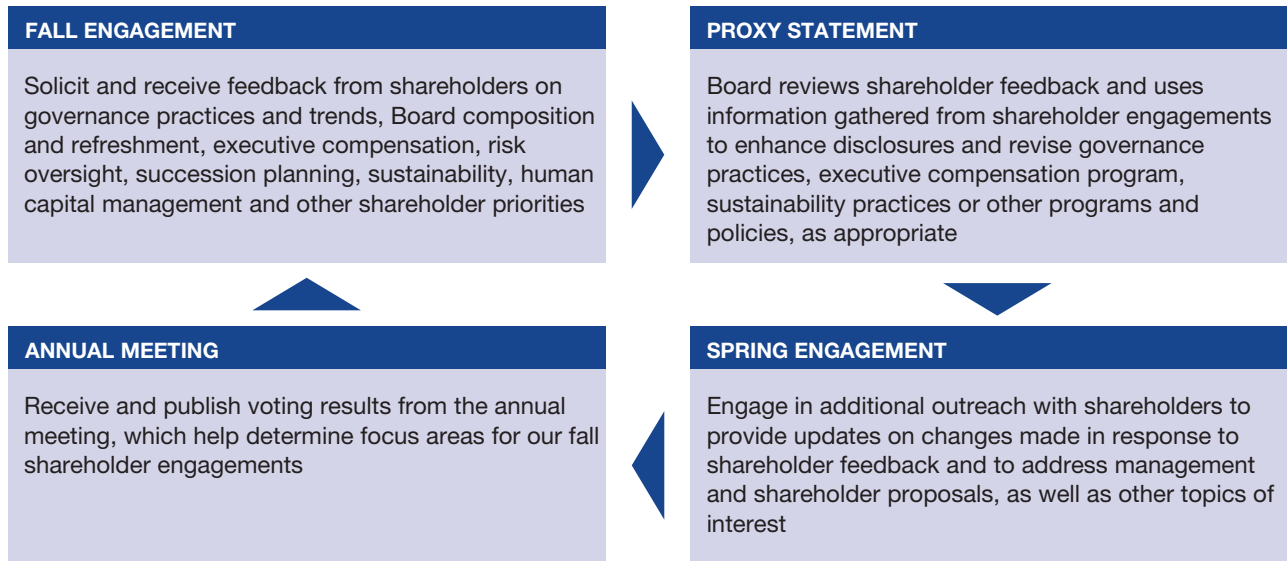 FALL ENGAGEMENT
Solicit and receive feedback from shareholders on
governance practices and trends, Board composition
and refreshment, executive compensation, risk
oversight, succession planning, sustainability, human
capital management and other shareholder priorities
PROXY STATEMENT
Board reviews shareholder feedback and uses
information gathered from shareholder engagements
to enhance disclosures and revise governance
practices, executive compensation program,
sustainability practices or other programs and
policies, as appropriate
ANNUAL MEETING
Receive and publish voting results from the annual
meeting, which help determine focus areas for our fall
shareholder engagements
SPRING ENGAGEMENT
Engage in additional outreach with shareholders to
provide updates on changes made in response to
shareholder feedback and to address management
and shareholder proposals, as well as other topics of
interest